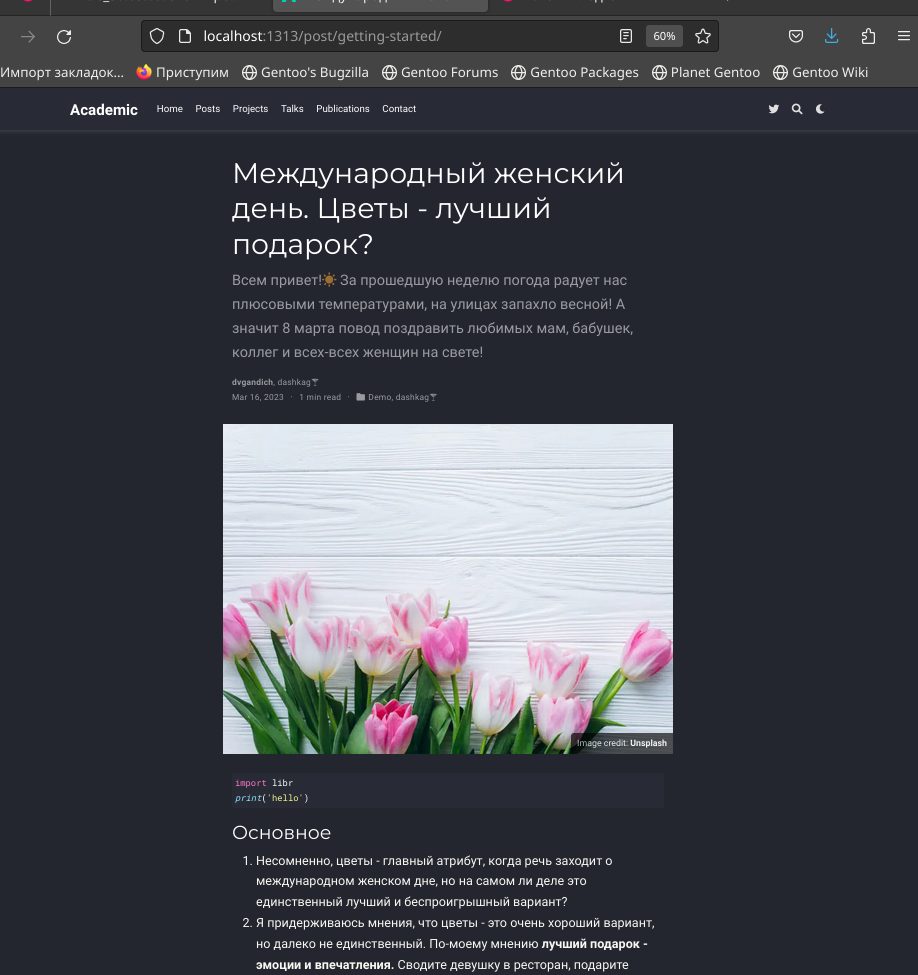 localhost:1313/post/getting-started/
60%
Импорт закладок...
Приступим
Gentoo's Bugzilla
Gentoo Forums
Gentoo Packages
Planet Gentoo
Gentoo Wiki
Academic
Home
Posts
Projects
Talks
Publications
Contact
Международный женский
день. Цветы - лучший
подарок?
Всем привет!☀ За прошедшую неделю погода радует нас
плюсовыми температурами, на улицах запахло весной! А
значит 8 марта повод поздравить любимых мам, бабушек,
коллег и всех-всех женщин на свете!
dvgandich, dashkag🍸
Mar 16, 2023 · 1 min read · Demo, dashkag🍸
Image credit: Unsplash
import libr
print('hello')
Основное
1. Несомненно, цветы - главный атрибут, когда речь заходит о
международном женском дне, но на самом ли деле это
единственный лучший и беспроигрышный вариант?
2. Я придерживаюсь мнения, что цветы - это очень хороший вариант,
но далеко не единственный. По-моему мнению лучший подарок -
эмоции и впечатления. Сводите девушку в ресторан, подарите